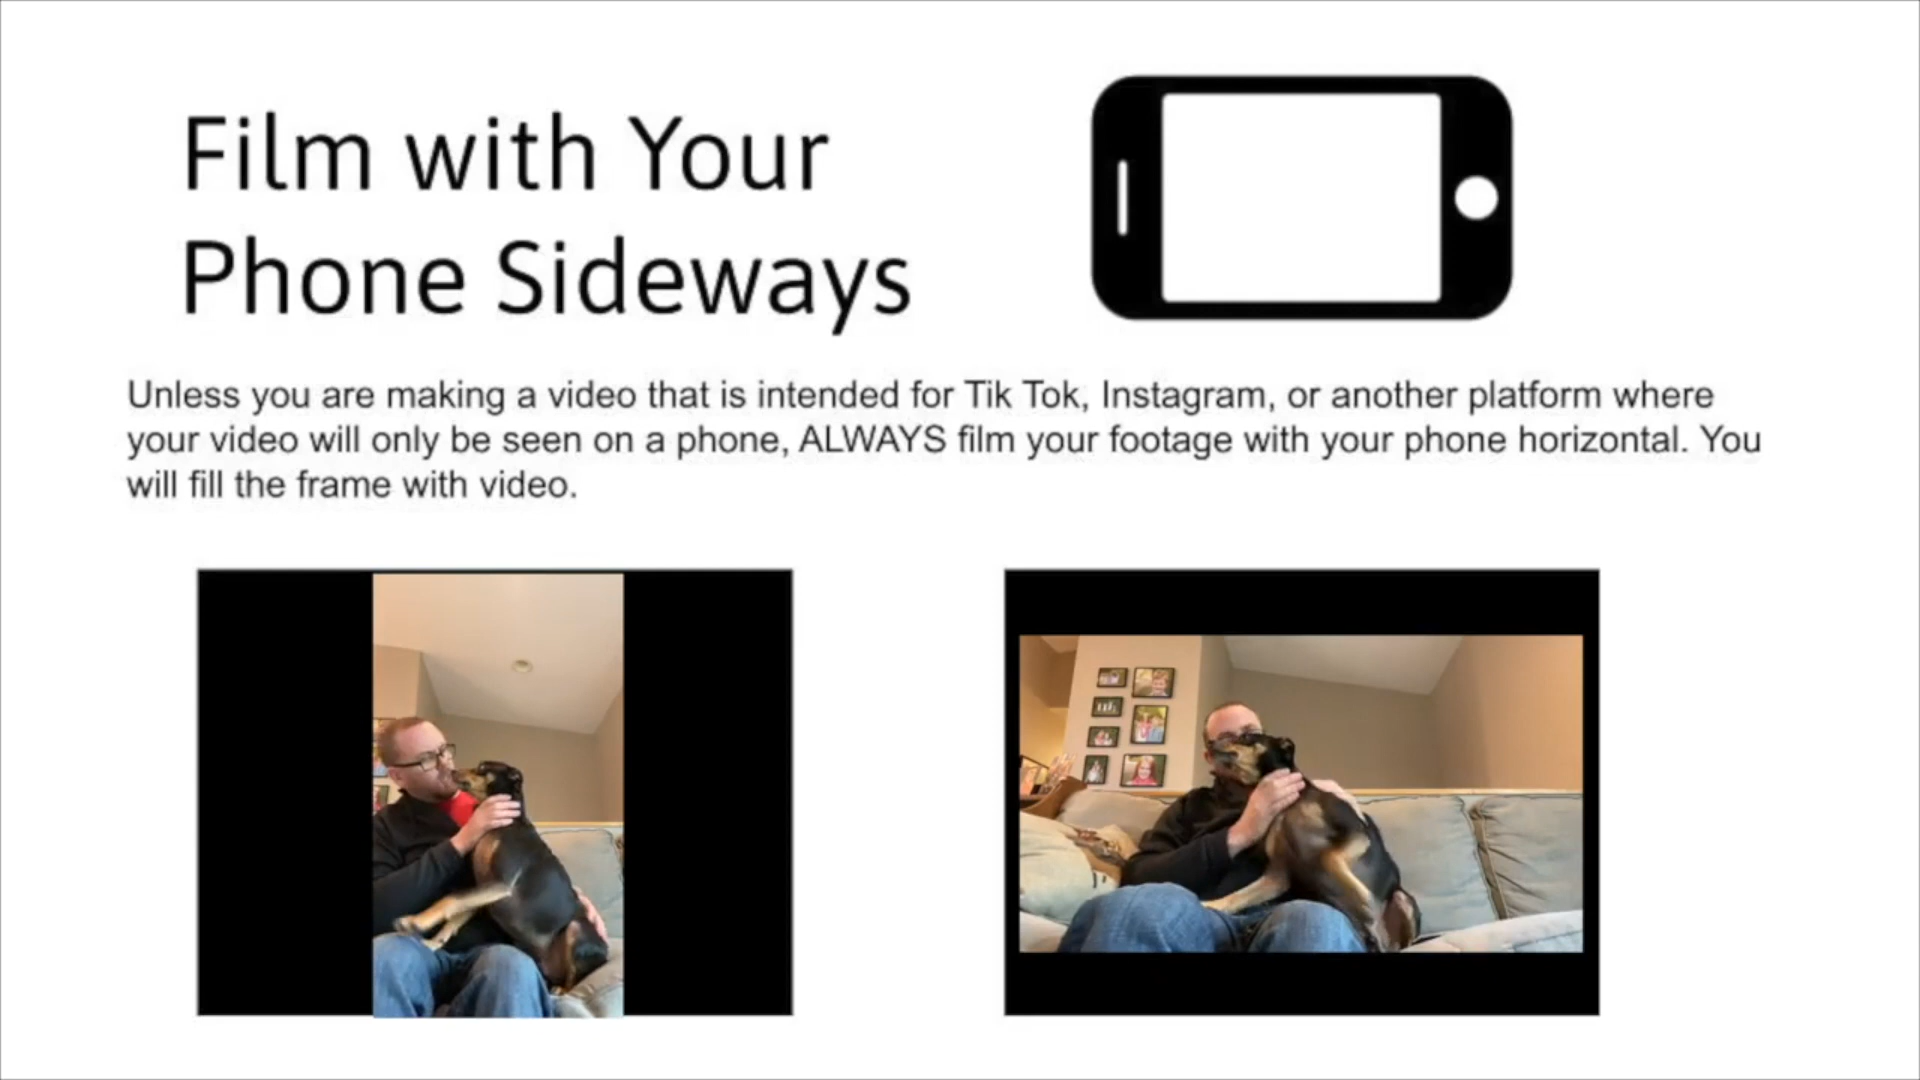 Film with Your
Phone Sideways
Unless you are making a video that is intended for Tik Tok, Instagram, or another platform where
your video will only be seen on a phone, ALWAYS film your footage with your phone horizontal. You
will fill the frame with video.